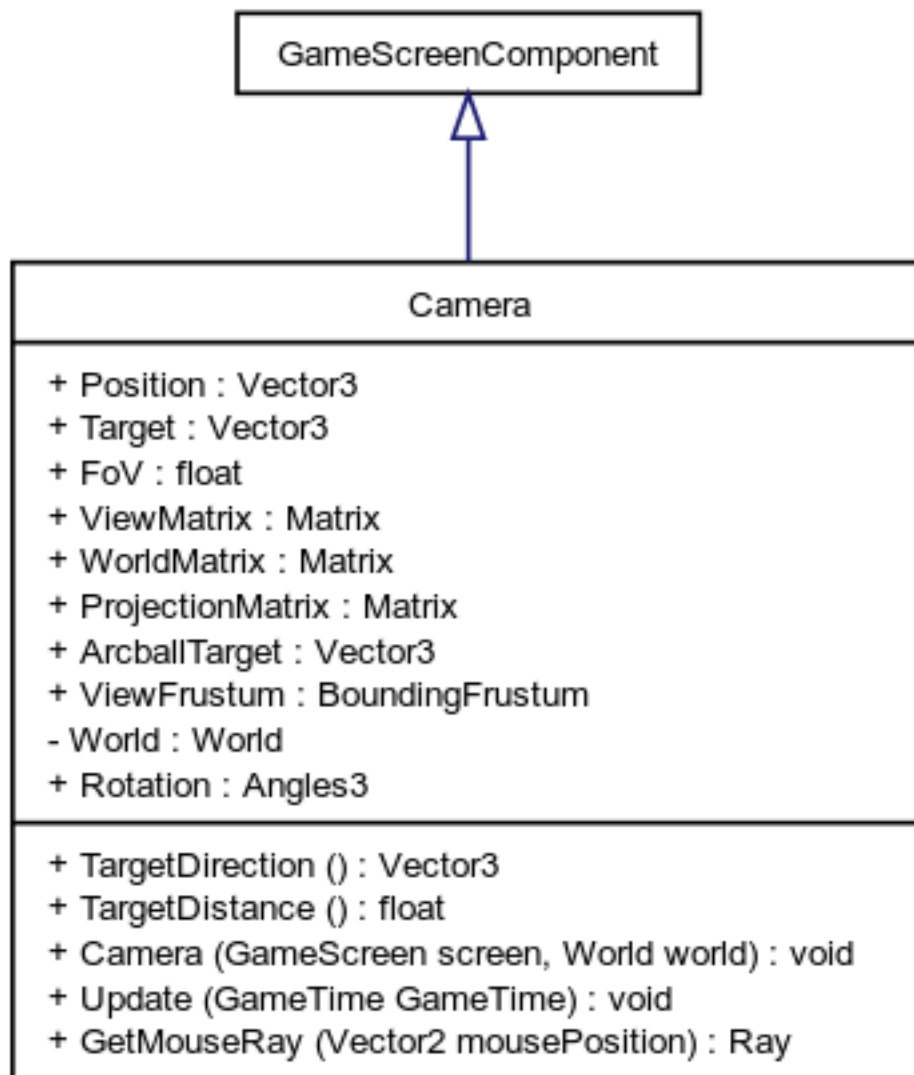 GameScreenComponent
Camera
+ Position : Vector3
+ Target : Vector3
+ FoV : float
+ ViewMatrix : Matrix
+ WorldMatrix : Matrix
+ ProjectionMatrix : Matrix
+ ArcballTarget : Vector3
+ ViewFrustum : BoundingFrustum
- World : World
+ Rotation : Angles3
+ TargetDirection () : Vector3
+ TargetDistance () : float
+ Camera (GameScreen screen, World world) : void
+ Update (GameTime GameTime) : void
+ GetMouseRay (Vector2 mousePosition) : Ray